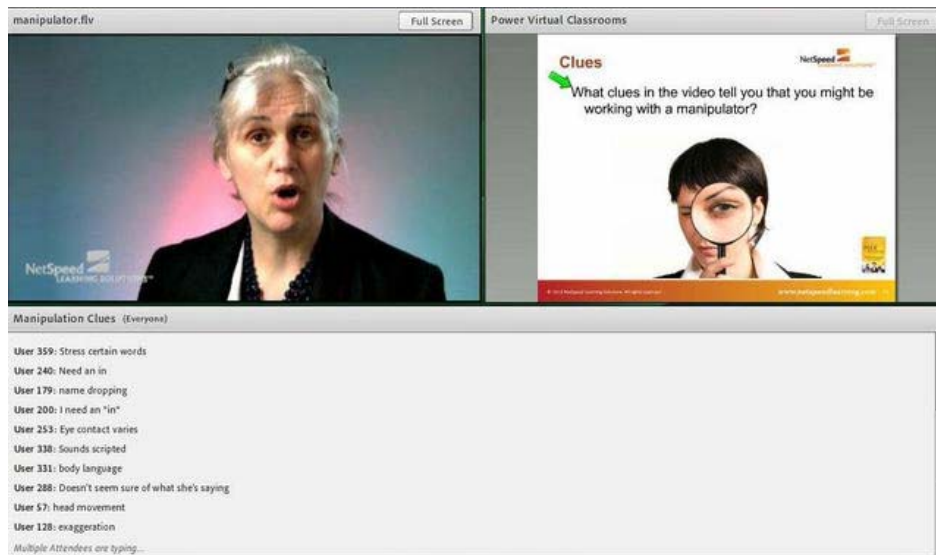 manipulator.flv
Full Screen
NetSpeed
LEARNING SOLUTIONS
Power Virtual Classrooms
Full Screen
Clues
NetSpeed
What clues in the video tell you that you might be
working with a manipulator?
www.netspeedlearning.com
Manipulation Clues (Everyone)
User 359: Stress certain words
User 240: Need an in
User 179: name dropping
User 200: I need an "in"
User 253: Eye contact varies
User 338: Sounds scripted
User 331: body language
User 288: Doesn't seem sure of what she's saying
User 57: head movement
User 128: exaggeration
Multiple Attendees are typing...